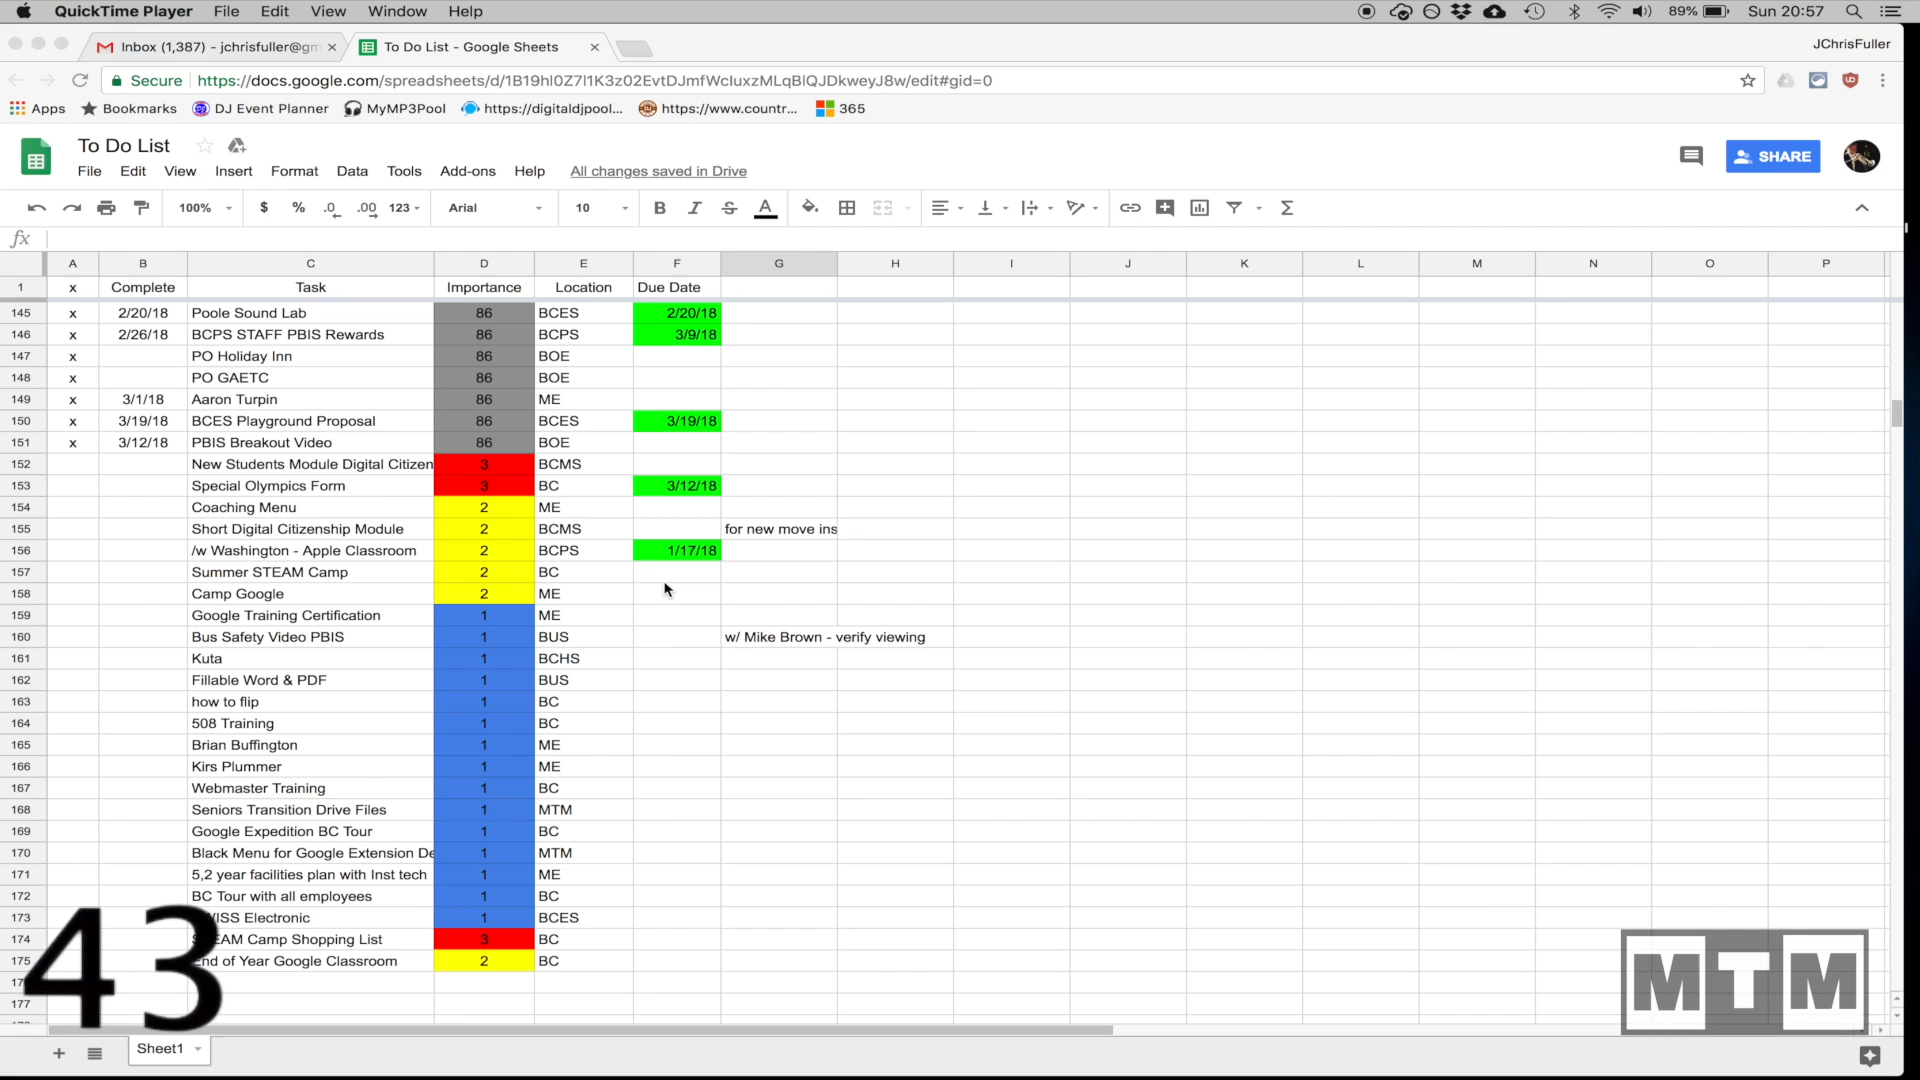 QuickTime Player File Edit View Window Help 89% Sun 20:57
Inbox (1,387) - jchrisfuller@gm To Do List - Google Sheets JChrisFuller
Secure https://docs.google.com/spreadsheets/d/1B19hl0Z7l1K3z02EvtDJmfWcIuxzMLqBlQJDkweyJ8w/edit#gid=0
Apps Bookmarks DJ Event Planner MyMP3Pool https://digitaldjpool... https://www.countr... 365
To Do List
SHARE
File Edit View Insert Format Data Tools Add-ons Help All changes saved in Drive
100% $ % .0 .00 123 Arial 10 B I S A Σ
fx
A B C D E F G H I J K L M N O P
1 x Complete Task Importance Location Due Date
145 x 2/20/18 Poole Sound Lab 86 BCES 2/20/18
146 x 2/26/18 BCPS STAFF PBIS Rewards 86 BCPS 3/9/18
147 x PO Holiday Inn 86 BOE
148 x PO GAETC 86 BOE
149 x 3/1/18 Aaron Turpin 86 ME
150 x 3/19/18 BCES Playground Proposal 86 BCES 3/19/18
151 x 3/12/18 PBIS Breakout Video 86 BOE
152 New Students Module Digital Citizen 3 BCMS
153 Special Olympics Form 3 BC 3/12/18
154 Coaching Menu 2 ME
155 Short Digital Citizenship Module 2 BCMS for new move ins
156 /w Washington - Apple Classroom 2 BCPS 1/17/18
157 Summer STEAM Camp 2 BC
158 Camp Google 2 ME
159 Google Training Certification 1 ME
160 Bus Safety Video PBIS 1 BUS w/ Mike Brown - verify viewing
161 Kuta 1 BCHS
162 Fillable Word & PDF 1 BUS
163 how to flip 1 BC
164 508 Training 1 BC
165 Brian Buffington 1 ME
166 Kirs Plummer 1 ME
167 Webmaster Training 1 BC
168 Seniors Transition Drive Files 1 MTM
169 Google Expedition BC Tour 1 BC
170 Black Menu for Google Extension De 1 MTM
171 5,2 year facilities plan with Inst tech 1 ME
172 BC Tour with all employees 1 BC
173 Electronic 1 BCES
174 Camp Shopping List 3 BC
175 End of Year Google Classroom 2 BC
177
43
MTM
Sheet1